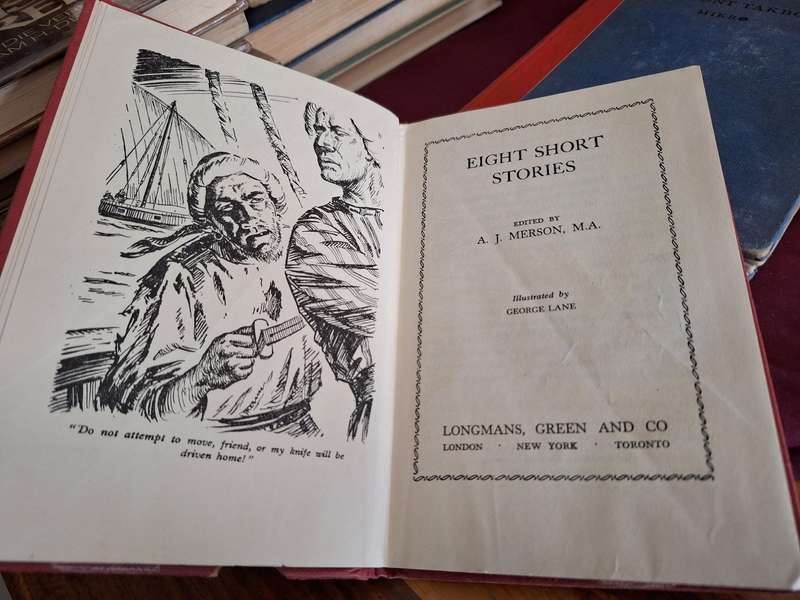 "Do not attempt to move, friend, or my knife will be
driven home!"
EIGHT SHORT
STORIES
EDITED BY
A. J. MERSON, M.A.
Illustrated by
GEORGE LANE
LONGMANS, GREEN AND CO
LONDON · NEW YORK · TORONTO
MIKRO